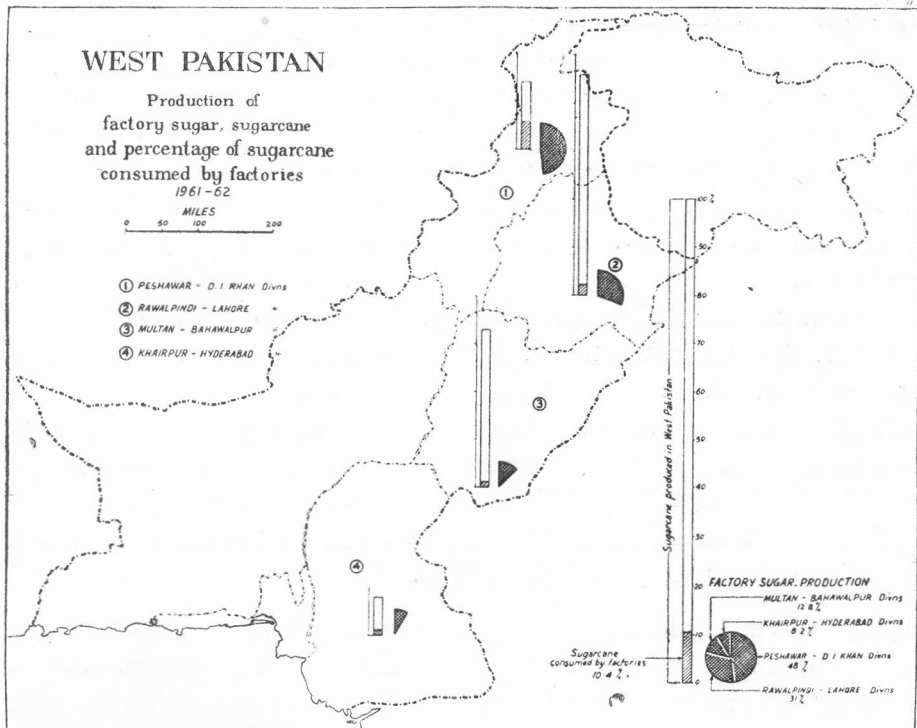 WEST PAKISTAN
Production of
factory sugar, sugarcane
and percentage of sugarcane
consumed by factories
1961-62
MILES
0 50 100 200
① PESHAWAR - D.I. KHAN Divns
② RAWALPINDI - LAHORE "
③ MULTAN - BAHAWALPUR "
④ KHAIRPUR - HYDERABAD "
①
②
③
④
Sugarcane produced in West Pakistan
100%
90
80
70
60
50
40
30
20
10
0
Sugarcane
consumed by factories
10.4%
FACTORY SUGAR PRODUCTION
MULTAN - BAHAWALPUR Divns
12.8%
KHAIRPUR - HYDERABAD Divns
8.2%
PESHAWAR - D I KHAN Divns
48%
RAWALPINDI - LAHORE Divns
31%